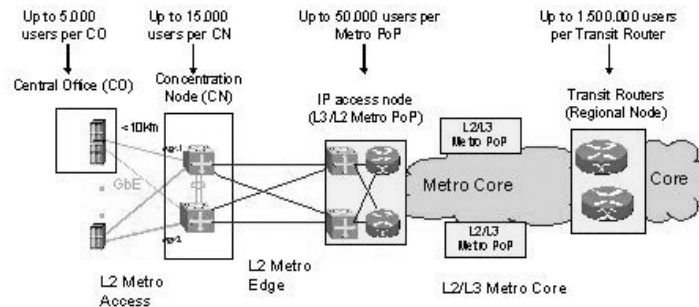 Up to 5.000
users per CO
Up to 15.000
users per CN
Up to 50.000 users per
Metro PoP
Up to 1.500.000 users
per Transit Router
Central Office (CO)
Concentration
Node (CN)
IP access node
(L3/L2 Metro PoP)
Transit Routers
(Regional Node)
<10km
GbE
L2/L3
Metro PoP
Metro Core
Core
L2/L3
Metro PoP
L2 Metro
Access
L2 Metro
Edge
L2/L3 Metro Core